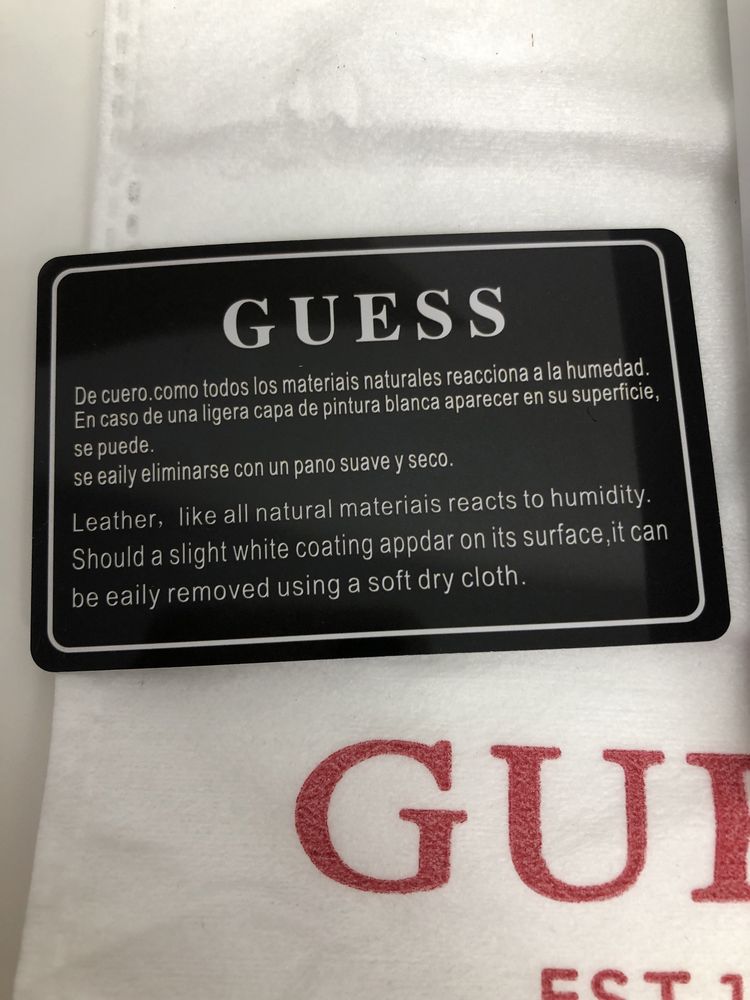 GUESS
De cuero.como todos los materiais naturales reacciona a la humedad.
En caso de una ligera capa de pintura blanca aparecer en su superficie,
se puede.
se eaily eliminarse con un pano suave y seco.
Leather, like all natural materiais reacts to humidity.
Should a slight white coating appdar on its surface,it can
be eaily removed using a soft dry cloth.
GU
EST